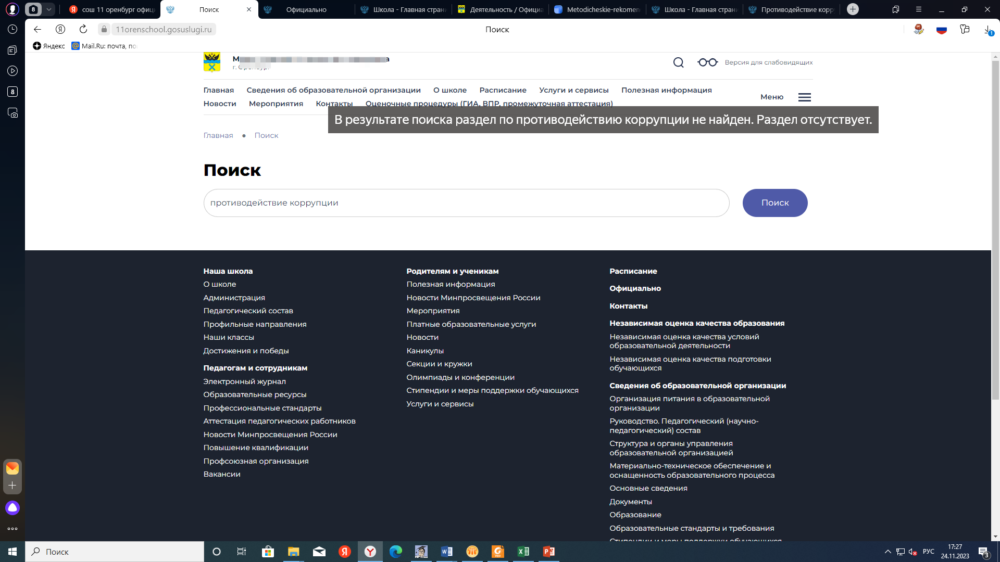 8
сош 11 оренбург офиц
Поиск
Официально
Школа - Главная стран
Деятельность / Официа
Metodicheskie-rekomen
Школа - Главная стран
Противодействие корр
11orenschool.gosuslugi.ru
Поиск
1
Яндекс
Mail.Ru: почта, по
8
Версия для слабовидящих
Главная
Сведения об образовательной организации
О школе
Расписание
Услуги и сервисы
Полезная информация
Новости
Мероприятия
Контакты
Оценочные процедуры (ГИА, ВПР, промежуточная аттестация)
Меню
В результате поиска раздел по противодействию коррупции не найден. Раздел отсутствует.
Главная • Поиск
Поиск
противодействие коррупции
Поиск
Наша школа
О школе
Администрация
Педагогический состав
Профильные направления
Наши классы
Достижения и победы
Педагогам и сотрудникам
Электронный журнал
Образовательные ресурсы
Профессиональные стандарты
Аттестация педагогических работников
Новости Минпросвещения России
Повышение квалификации
Профсоюзная организация
Вакансии
Родителям и ученикам
Полезная информация
Новости Минпросвещения России
Мероприятия
Платные образовательные услуги
Новости
Каникулы
Секции и кружки
Олимпиады и конференции
Стипендии и меры поддержки обучающихся
Услуги и сервисы
Расписание
Официально
Контакты
Независимая оценка качества образования
Независимая оценка качества условий
образовательной деятельности
Независимая оценка качества подготовки
обучающихся
Сведения об образовательной организации
Организация питания в образовательной
организации
Руководство. Педагогический (научно-
педагогический) состав
Структура и органы управления
образовательной организацией
Материально-техническое обеспечение и
оснащенность образовательного процесса
Основные сведения
Документы
Образование
Образовательные стандарты и требования
Стипендии и меры поддержки обучающихся
Поиск
РУС
17:27
24.11.2023
3